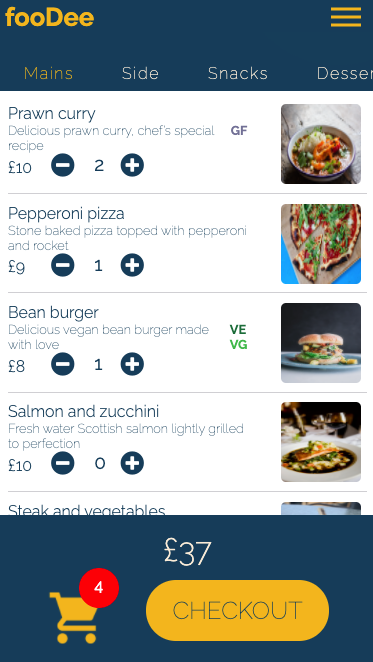 fooDee
Mains Side Snacks Desser
Prawn curry
Delicious prawn curry, chef's special
recipe
GF
£10 2
Pepperoni pizza
Stone baked pizza topped with pepperoni
and rocket
£9 1
Bean burger
Delicious vegan bean burger made
with love
VE
VG
£8 1
Salmon and zucchini
Fresh water Scottish salmon lightly grilled
to perfection
£10 0
Steak and vegetables
£37
4
CHECKOUT